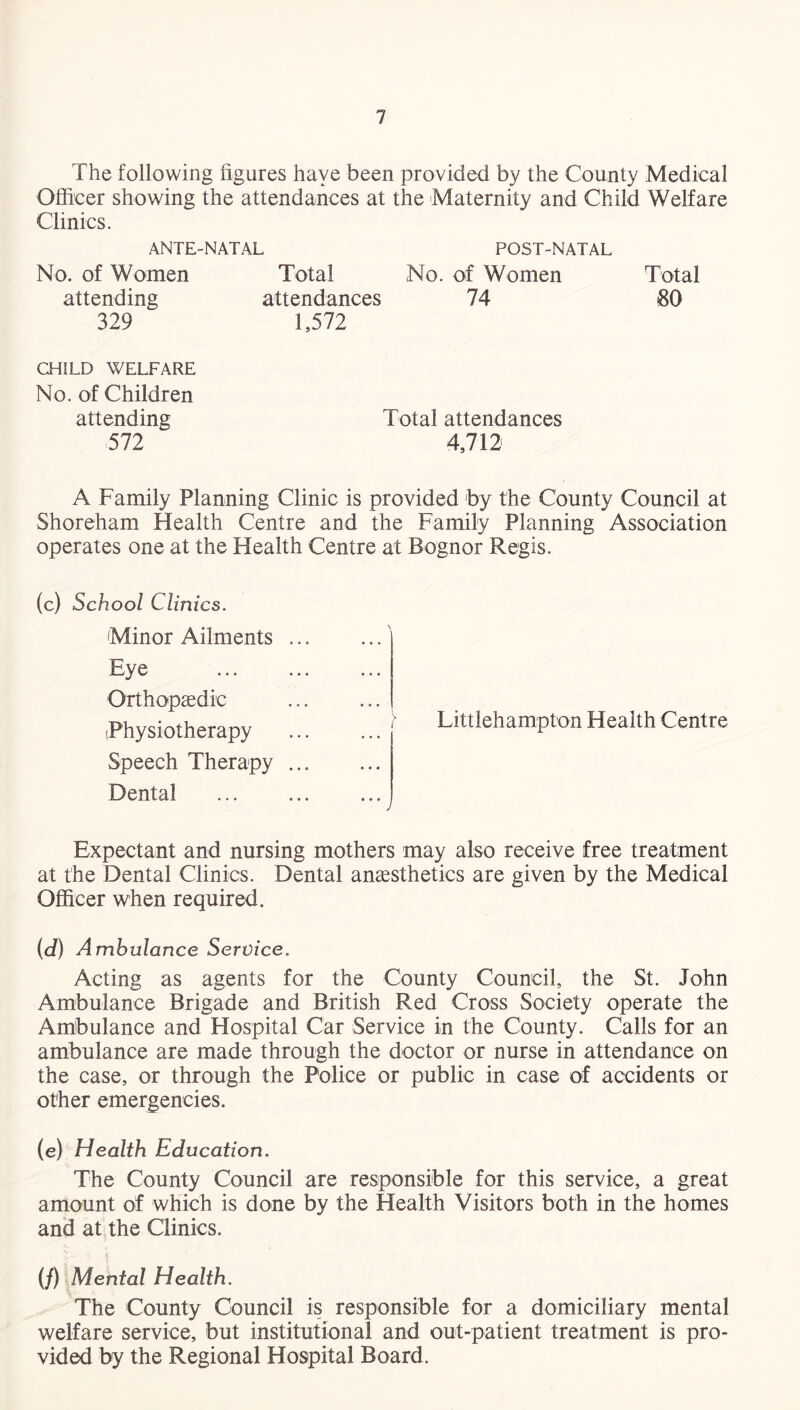 7
The following figures have been provided by the County Medical
Officer showing the attendances at the Maternity and Child Welfare
Clinics.
ANTE-NATAL POST-NATAL
No. of Women Total No. of Women Total
attending attendances 74 80
329 1,572
CHILD WELFARE
No. of Children
attending Total attendances
572 4,712
A Family Planning Clinic is provided by the County Council at
Shoreham Health Centre and the Family Planning Association
operates one at the Health Centre at Bognor Regis.
(c) School Clinics.
Minor Ailments ... ...
Eye ... ... ...
Orthopædic ... ...
Physiotherapy ... ... } Littlehampton Health Centre
Speech Therapy ... ...
Dental ... ... ...
Expectant and nursing mothers may also receive free treatment
at the Dental Clinics. Dental anæsthetics are given by the Medical
Officer when required.
(d) Ambulance Service.
Acting as agents for the County Council, the St. John
Ambulance Brigade and British Red Cross Society operate the
Ambulance and Hospital Car Service in the County. Calls for an
ambulance are made through the doctor or nurse in attendance on
the case, or through the Police or public in case of accidents or
other emergencies.
(e) Health Education.
The County Council are responsible for this service, a great
amount of which is done by the Health Visitors both in the homes
and at the Clinics.
(f) Mental Health.
The County Council is responsible for a domiciliary mental
welfare service, but institutional and out-patient treatment is pro-
vided by the Regional Hospital Board.